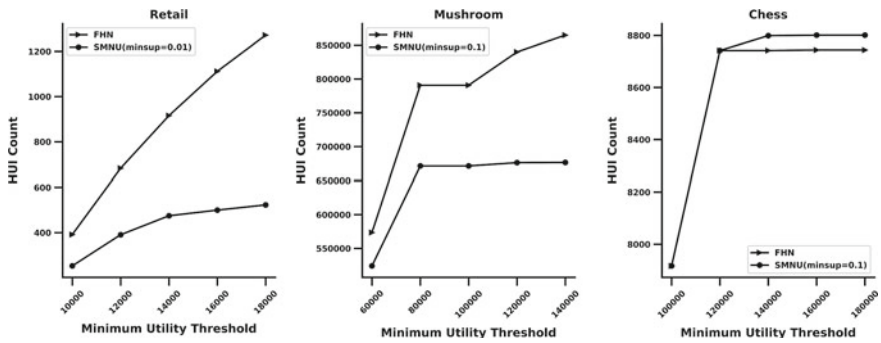 Retail
HUI Count
1200
1000
800
600
400
FHN
SMNU(minsup=0.01)
10000
12000
14000
16000
18000
Minimum Utility Threshold
Mushroom
HUI Count
850000
800000
750000
700000
650000
600000
550000
FHN
SMNU(minsup=0.1)
60000
80000
100000
120000
140000
Minimum Utility Threshold
Chess
HUI Count
8800
8600
8400
8200
8000
FHN
SMNU(minsup=0.1)
100000
120000
140000
160000
180000
Minimum Utility Threshold